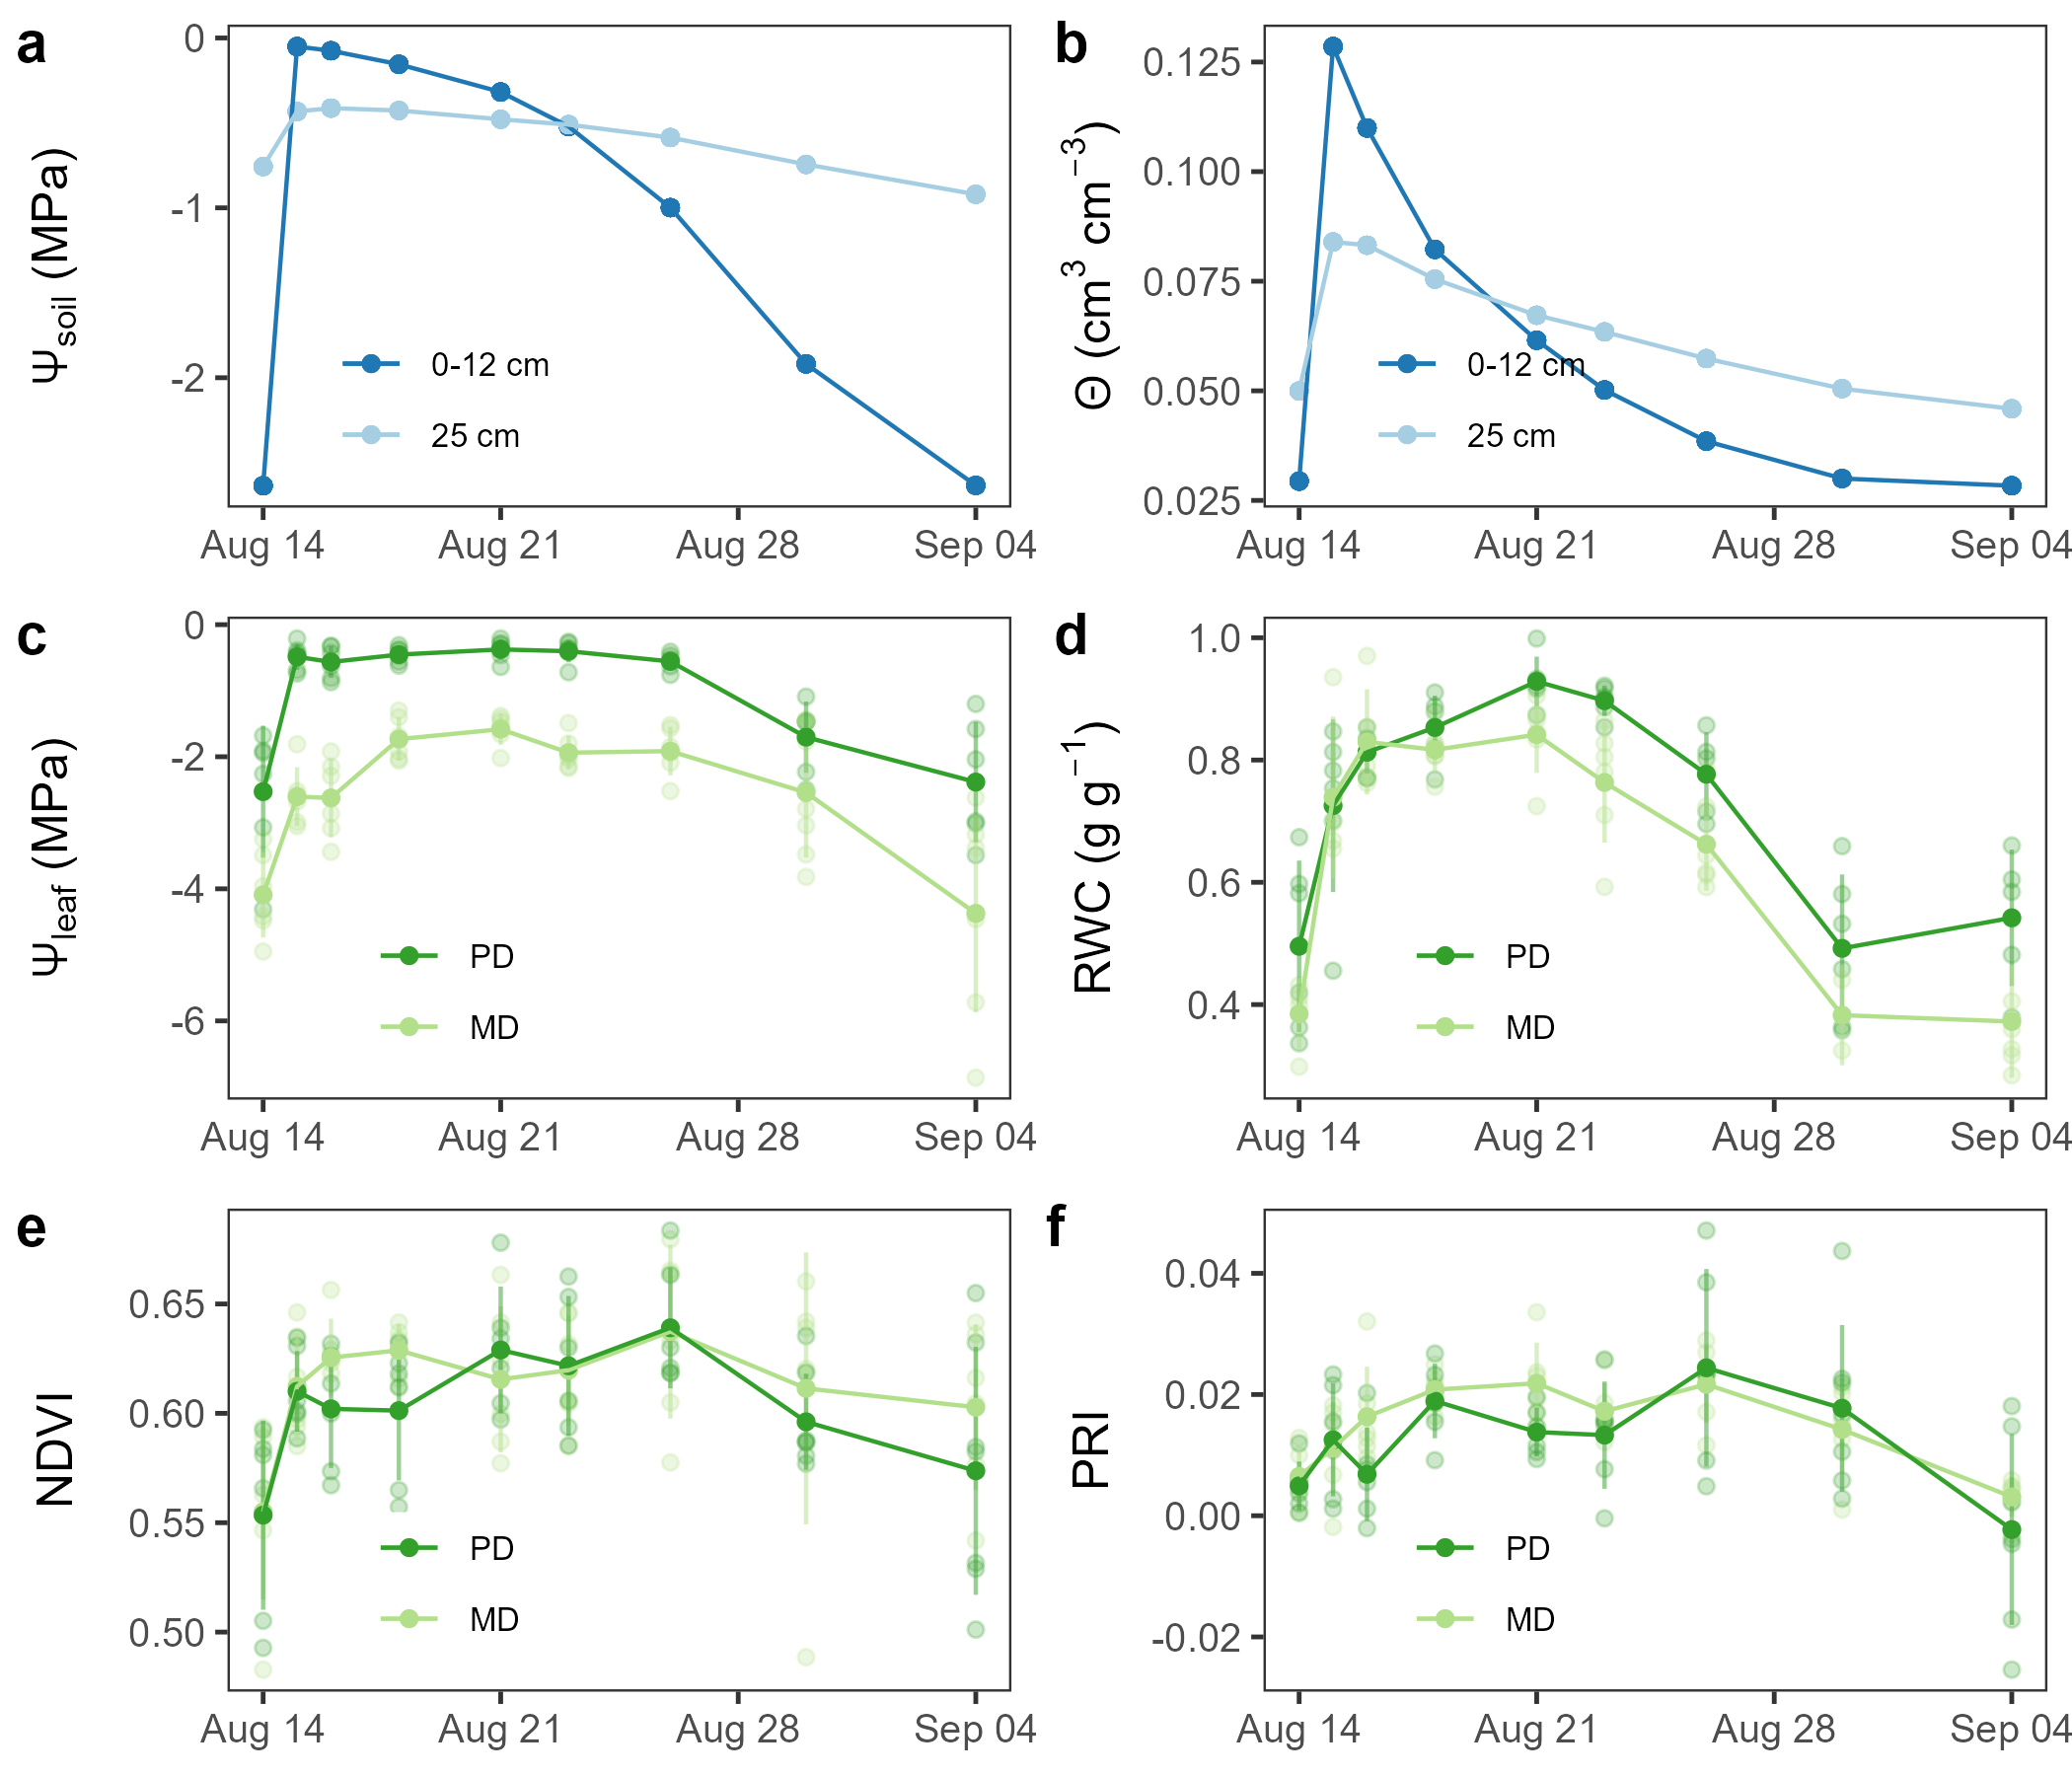 a
0
-1
-2
Ψsoil (MPa)
0-12 cm
25 cm
Aug 14 Aug 21 Aug 28 Sep 04
b
0.125
0.100
0.075
0.050
0.025
Θ (cm³ cm⁻³)
0-12 cm
25 cm
Aug 14 Aug 21 Aug 28 Sep 04
c
0
-2
-4
-6
Ψleaf (MPa)
PD
MD
Aug 14 Aug 21 Aug 28 Sep 04
d
1.0
0.8
0.6
0.4
RWC (g g⁻¹)
PD
MD
Aug 14 Aug 21 Aug 28 Sep 04
e
0.65
0.60
0.55
0.50
NDVI
PD
MD
Aug 14 Aug 21 Aug 28 Sep 04
f
0.04
0.02
0.00
-0.02
PRI
PD
MD
Aug 14 Aug 21 Aug 28 Sep 04